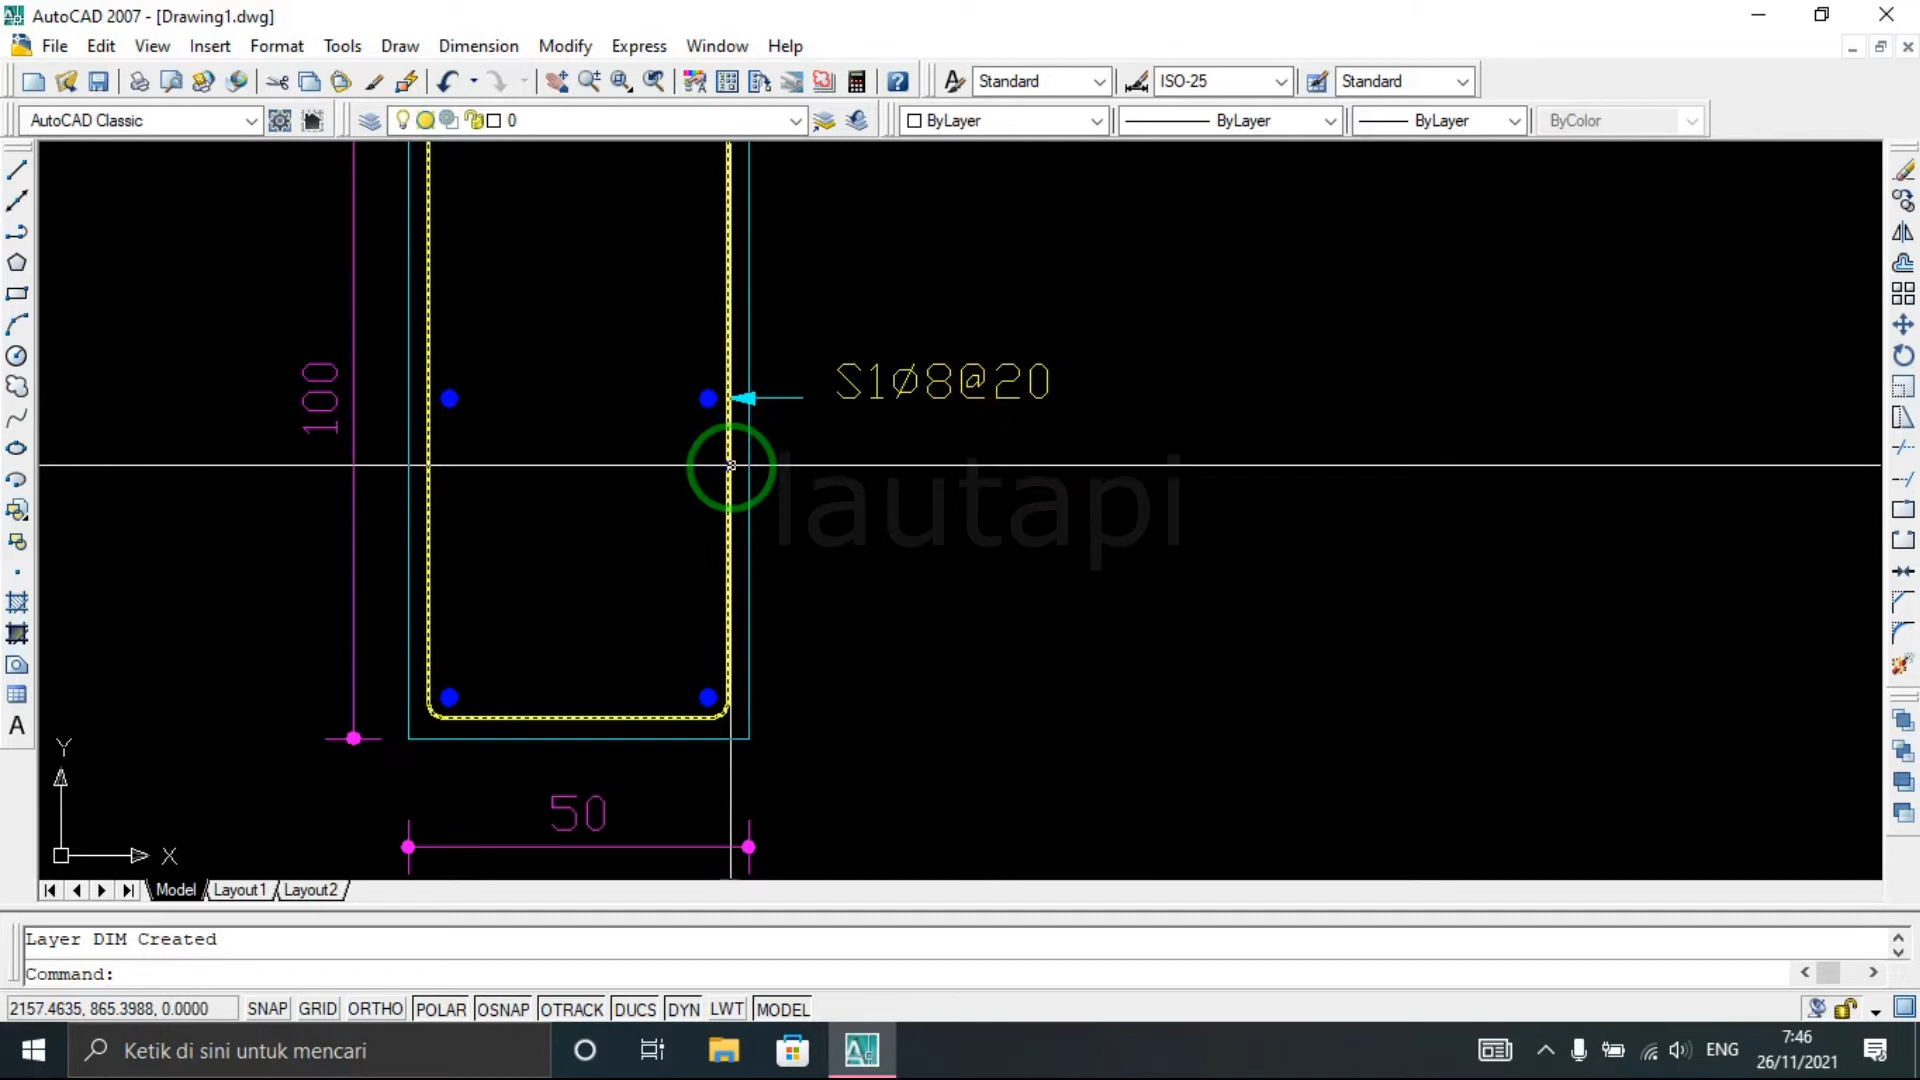 AutoCAD 2007 - [Drawing1.dwg]
File Edit View Insert Format Tools Draw Dimension Modify Express Window Help
Standard ISO-25 Standard
AutoCAD Classic 0 ByLayer ByLayer ByLayer ByColor
100
S1ø8@20
lautapi
50
Y
X
Model Layout1 Layout2
Layer DIM Created
Command:
2157.4635, 865.3988, 0.0000 SNAP GRID ORTHO POLAR OSNAP OTRACK DUCS DYN LWT MODEL
Ketik di sini untuk mencari
ENG
7:46
26/11/2021